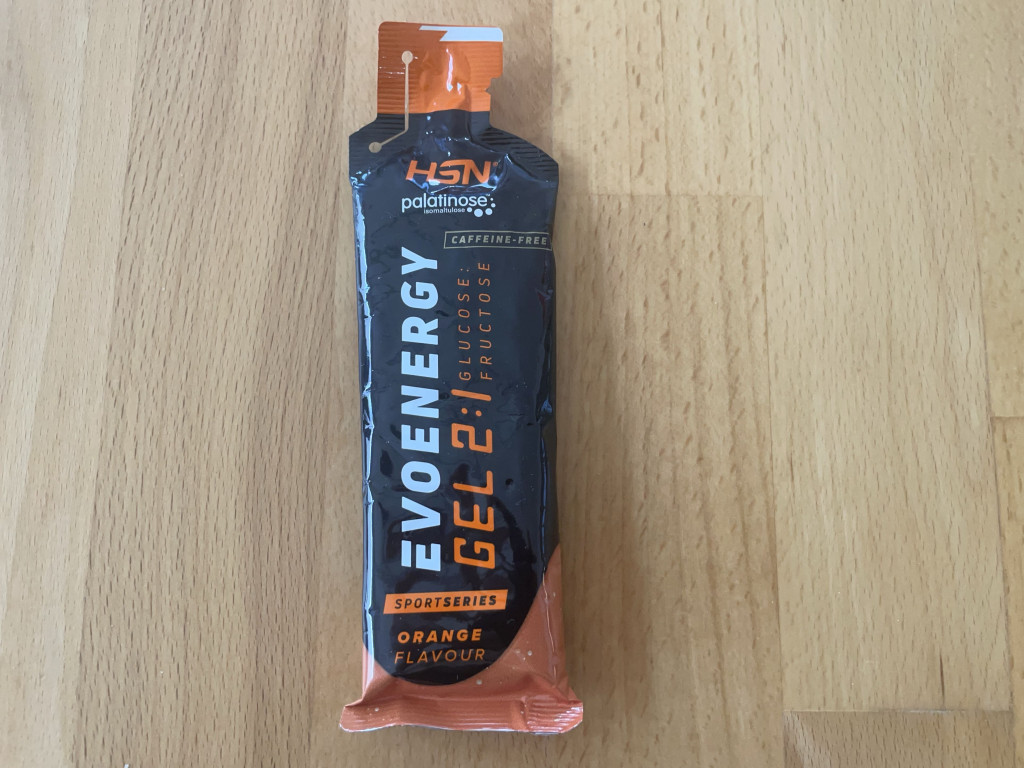 HSN
palatinose
isomaltulose
CAFFEINE-FREE
EVOENERGY
GEL 2:1 GLUCOSE:
FRUCTOSE
SPORTSERIES
ORANGE
FLAVOUR